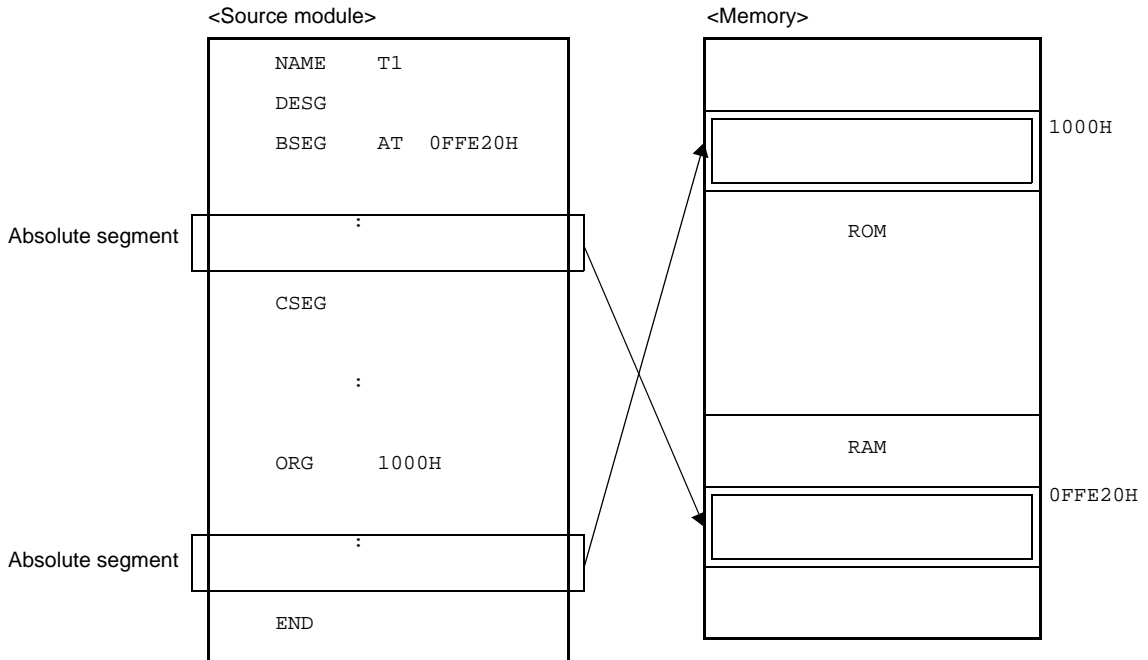 <Source module>
NAME T1
DESG
BSEG AT 0FFE20H
:
Absolute segment
CSEG
:
ORG 1000H
:
Absolute segment
END
<Memory>
1000H
ROM
RAM
0FFE20H